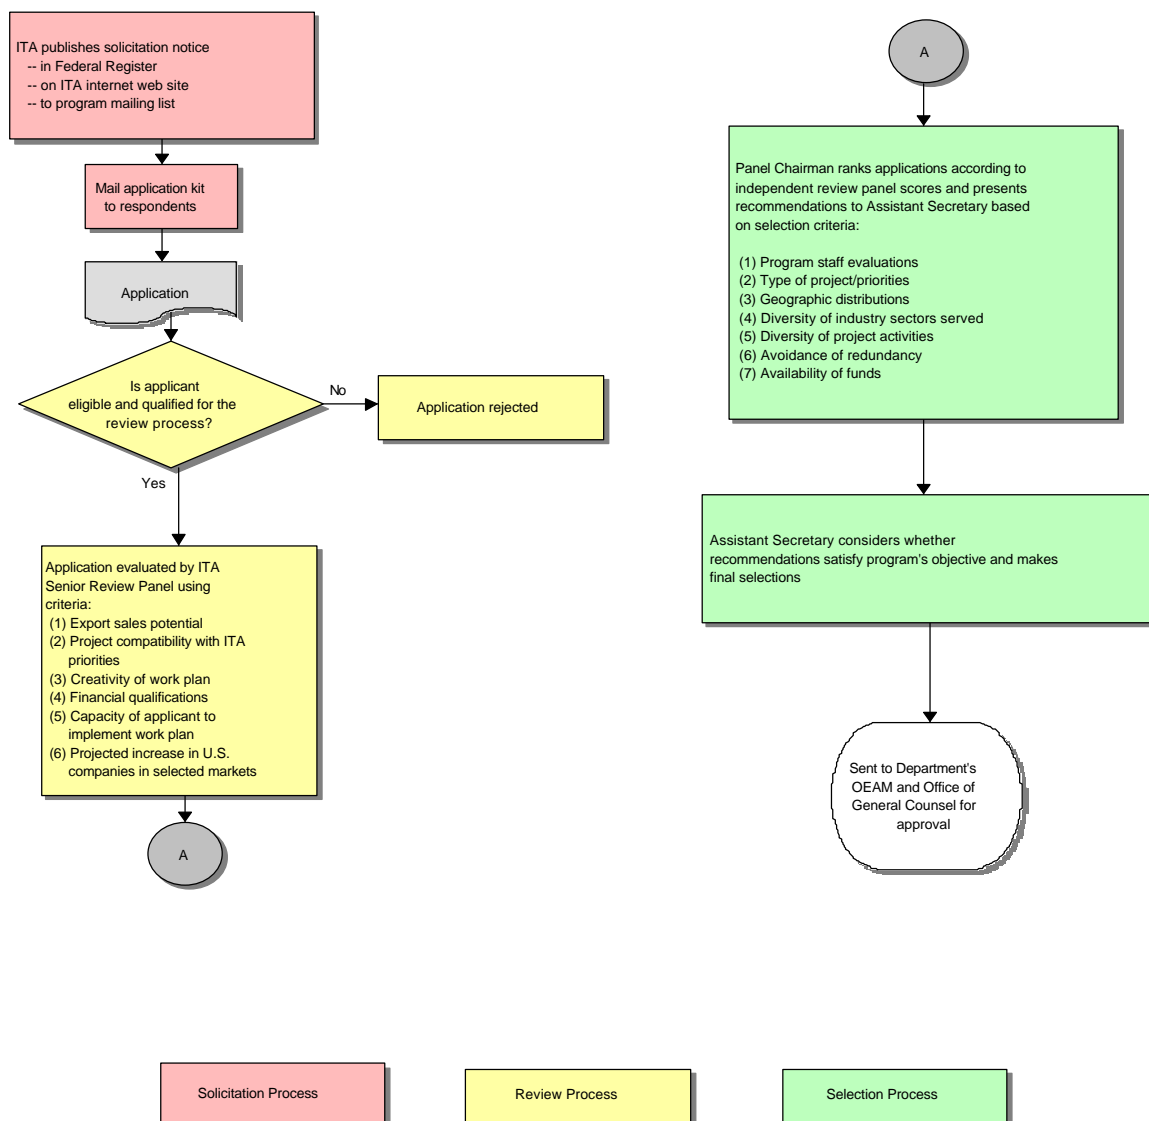 ITA publishes solicitation notice
-- in Federal Register
-- on ITA internet web site
-- to program mailing list
Mail application kit
to respondents
Application
Is applicant
eligible and qualified for the
review process?
No
Application rejected
Yes
Application evaluated by ITA
Senior Review Panel using
criteria:
(1) Export sales potential
(2) Project compatibility with ITA
priorities
(3) Creativity of work plan
(4) Financial qualifications
(5) Capacity of applicant to
implement work plan
(6) Projected increase in U.S.
companies in selected markets
A
A
Panel Chairman ranks applications according to
independent review panel scores and presents
recommendations to Assistant Secretary based
on selection criteria:
(1) Program staff evaluations
(2) Type of project/priorities
(3) Geographic distributions
(4) Diversity of industry sectors served
(5) Diversity of project activities
(6) Avoidance of redundancy
(7) Availability of funds
Assistant Secretary considers whether
recommendations satisfy program's objective and makes
final selections
Sent to Department's
OEAM and Office of
General Counsel for
approval
Solicitation Process
Review Process
Selection Process